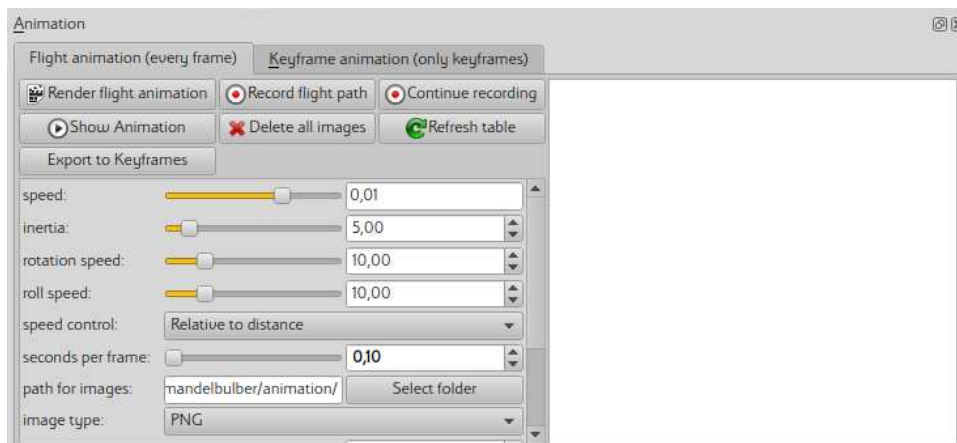 Animation
Flight animation (every frame) Keyframe animation (only keyframes)
Render flight animation Record flight path Continue recording
Show Animation Delete all images Refresh table
Export to Keyframes
speed: 0,01
inertia: 5,00
rotation speed: 10,00
roll speed: 10,00
speed control: Relative to distance
seconds per frame: 0,10
path for images: mandelbulber/animation/ Select folder
image type: PNG